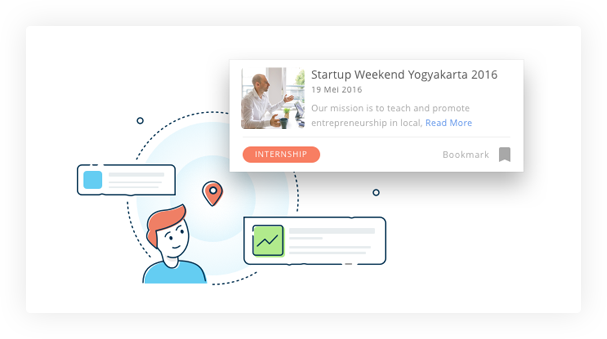 Startup Weekend Yogyakarta 2016
19 Mei 2016
Our mission is to teach and promote
entrepreneurship in local, Read More
INTERNSHIP
Bookmark